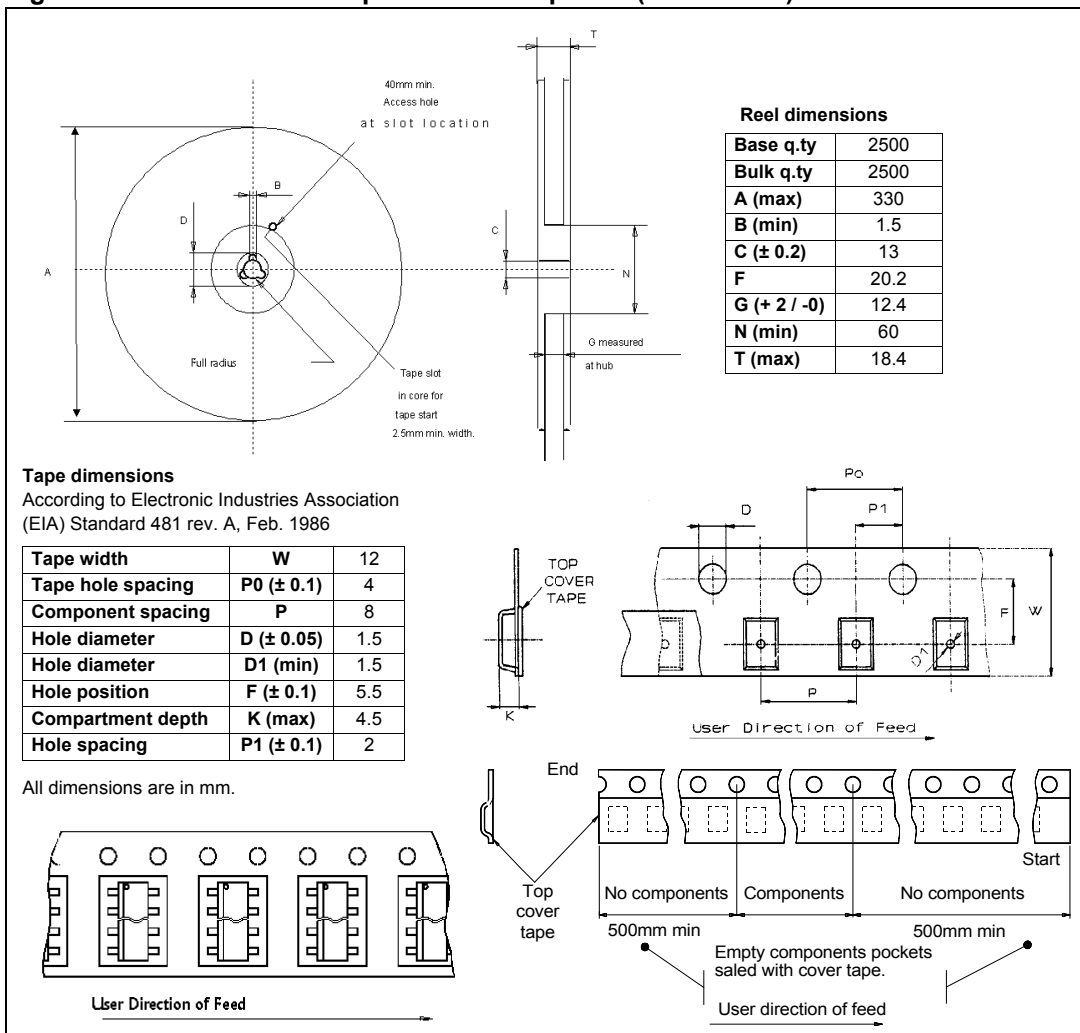 T
40mm min.
Access hole
at slot location
B
D
C
A
N
Full radius
G measured
at hub
Tape slot
in core for
tape start
2.5mm min. width.
Reel dimensions
Base q.ty 2500
Bulk q.ty 2500
A (max) 330
B (min) 1.5
C (± 0.2) 13
F 20.2
G (+ 2 / -0) 12.4
N (min) 60
T (max) 18.4
Tape dimensions
According to Electronic Industries Association
(EIA) Standard 481 rev. A, Feb. 1986
Tape width W 12
Tape hole spacing P0 (± 0.1) 4
Component spacing P 8
Hole diameter D (± 0.05) 1.5
Hole diameter D1 (min) 1.5
Hole position F (± 0.1) 5.5
Compartment depth K (max) 4.5
Hole spacing P1 (± 0.1) 2
All dimensions are in mm.
Po
D
P1
TOP
COVER
TAPE
F
W
D1
K
P
User Direction of Feed
End
Start
Top
cover
tape
No components
Components
No components
500mm min
500mm min
Empty components pockets
saled with cover tape.
User direction of feed
User Direction of Feed